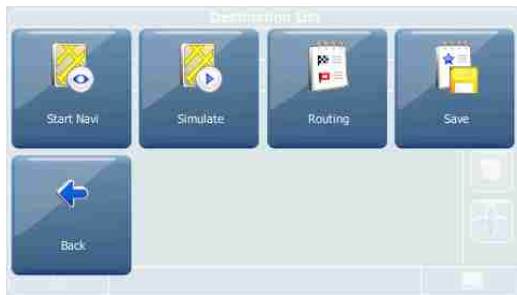 Destination List
Start Navi
Simulate
Routing
Save
Back